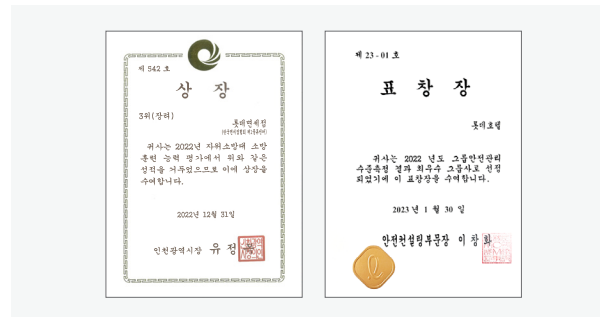 제 542 호
상 장
3위(장려)
롯데면세점
귀사는 2022년 자위소방대 소방
훈련 능력 평가에서 위와 같은
성적을 거두었으므로 이에 상장을
수여합니다.
2022년 12월 31일
인천광역시장 유 정 복
제 23 - 01 호
표 창 장
롯데호텔
귀사는 2022 년도 그룹안전관리
수준측정 결과 최우수 그룹사로 선정
되었기에 이 표창장을 수여합니다.
2023 년 1 월 30 일
안전컨설팅부문장 이 창 화